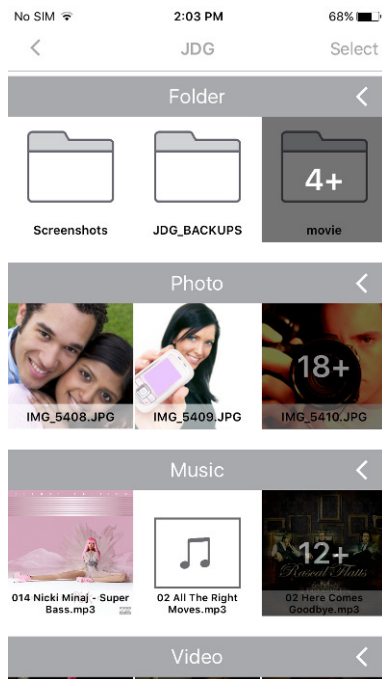 No SIM 2:03 PM 68%
JDG Select
Folder
4+
Screenshots JDG_BACKUPS movie
Photo
18+
IMG_5408.JPG IMG_5409.JPG IMG_5410.JPG
Music
12+
Rascal Flatts
014 Nicki Minaj - Super Bass.mp3
02 All The Right Moves.mp3
02 Here Comes Goodbye.mp3
Video